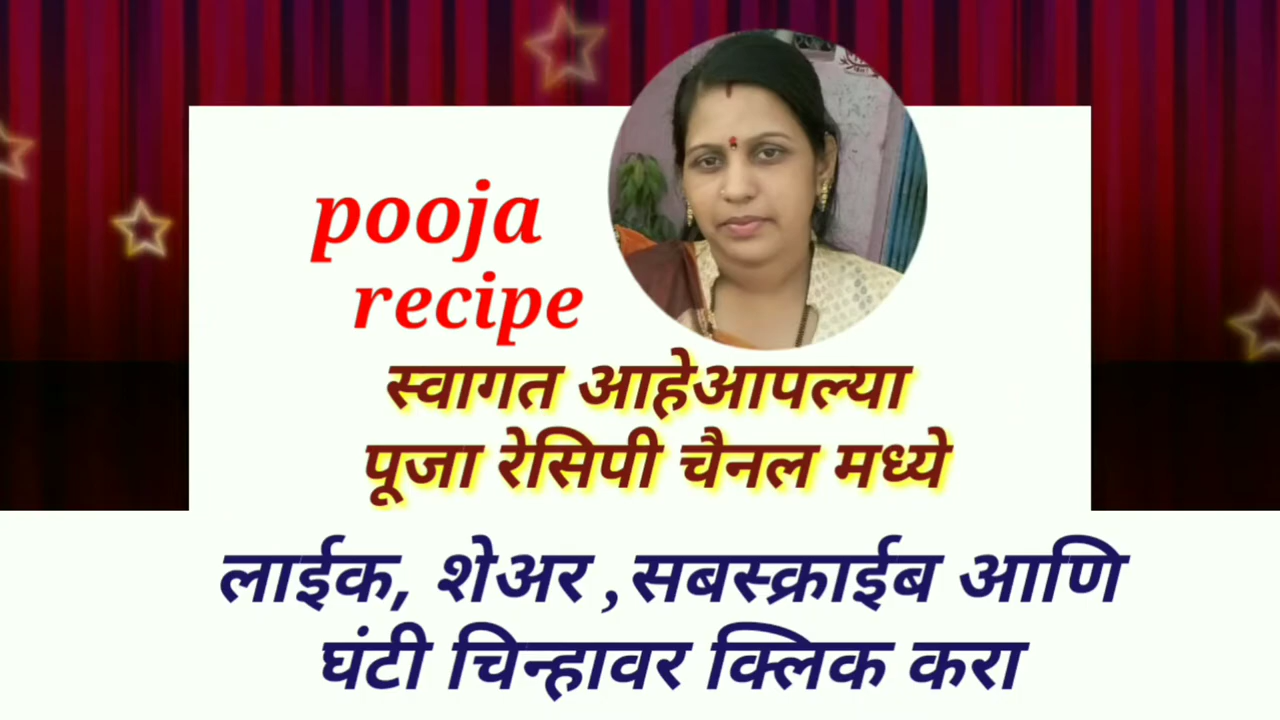 pooja
recipe
स्वागत आहेआपल्या
पूजा रेसिपी चैनल मध्ये
लाईक, शेअर ,सबस्क्राईब आणि
घंटी चिन्हावर क्लिक करा